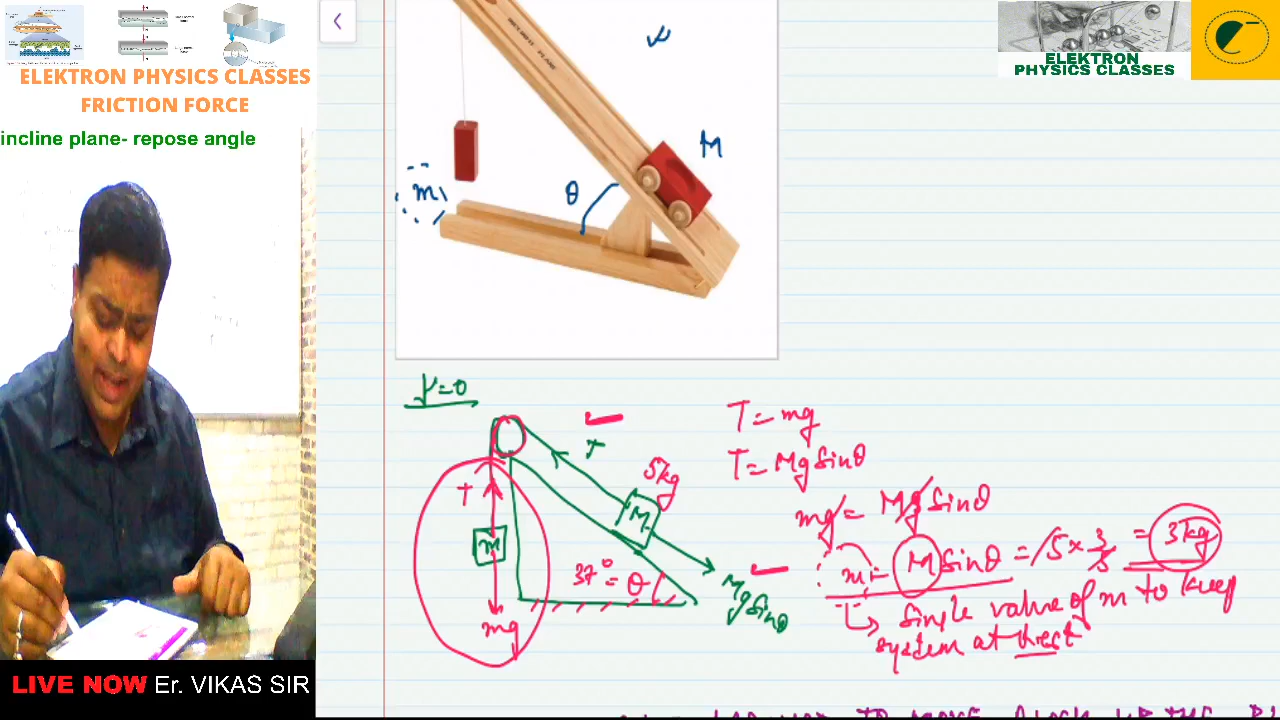 ELEKTRON PHYSICS CLASSES
FRICTION FORCE
incline plane- repose angle
ELEKTRON
PHYSICS CLASSES
μ
M
θ
m
μ=0
T
5kg
M
T
m
mg
37°=θ
Mg sinθ
T=mg
T=Mg Sinθ
mg = Mg Sinθ
m = M Sinθ = 5 × 3/5 = 3kg
single value of m to keep
system at
LIVE NOW Er. VIKAS SIR